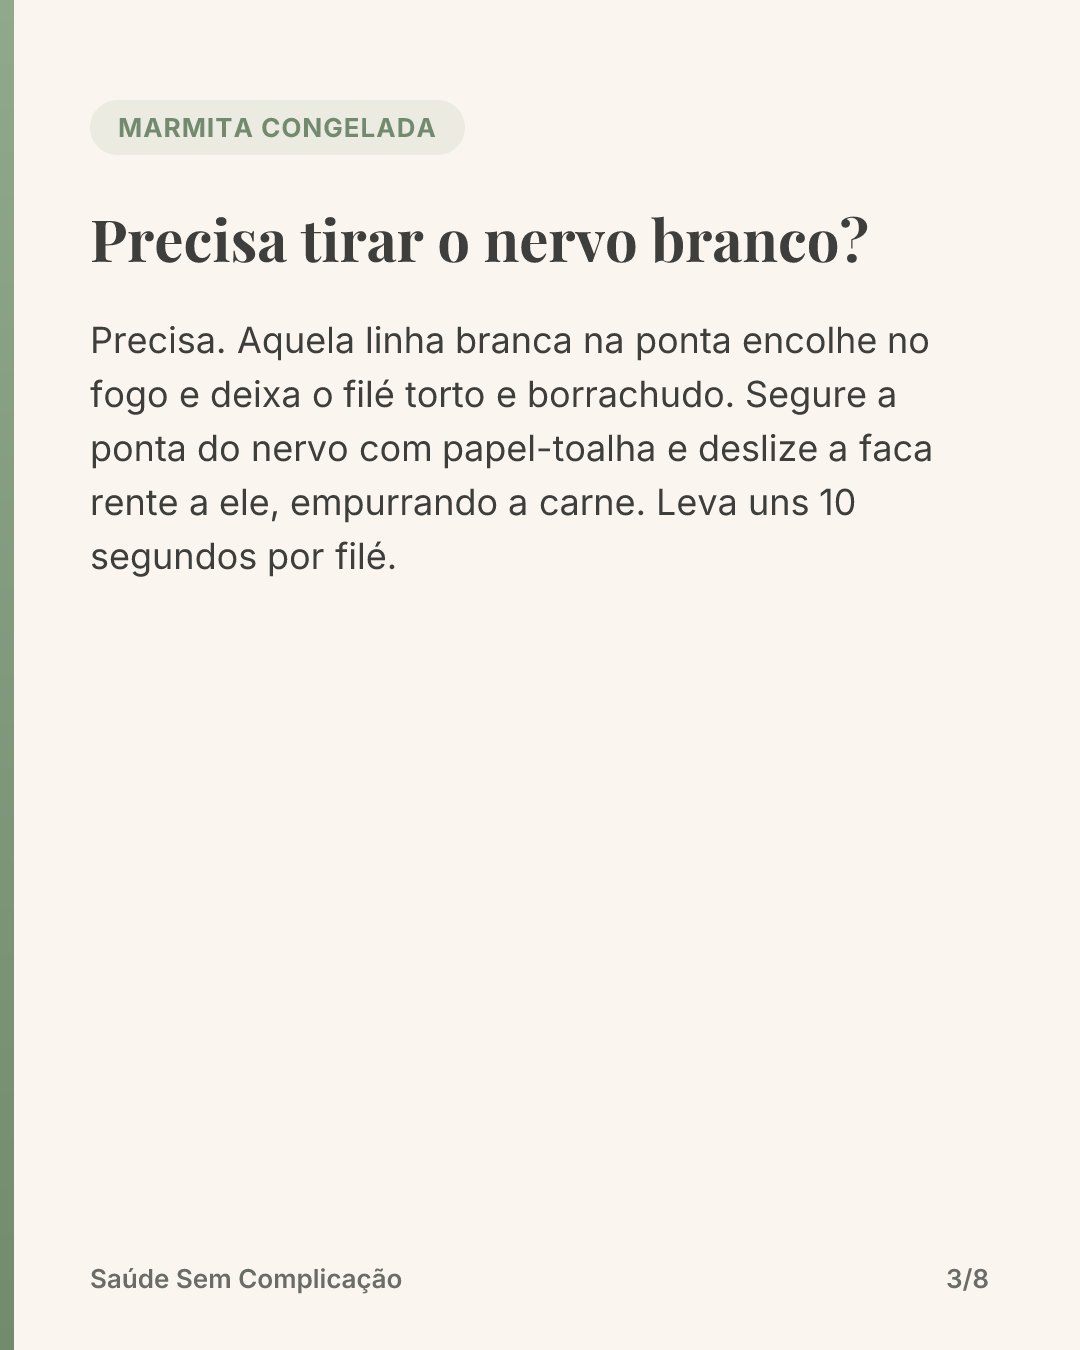 MARMITA CONGELADA
Precisa tirar o nervo branco?
Precisa. Aquela linha branca na ponta encolhe no
fogo e deixa o filé torto e borrachudo. Segure a
ponta do nervo com papel-toalha e deslize a faca
rente a ele, empurrando a carne. Leva uns 10
segundos por filé.
Saúde Sem Complicação
3/8